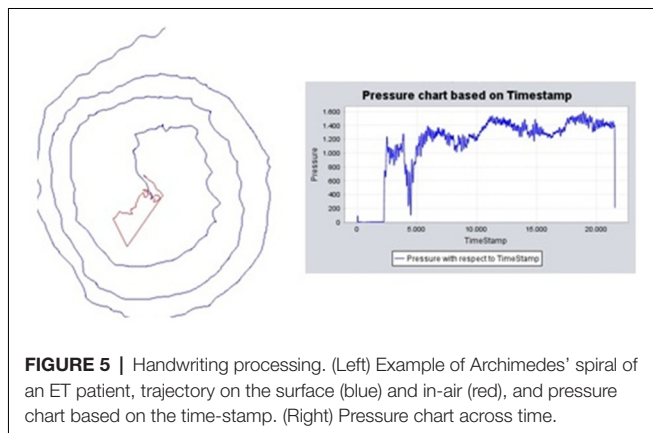 Pressure chart based on Timestamp
Pressure
1.600
1.400
1.200
1.000
800
600
400
200
0
0 5.000 10.000 15.000 20.000
TimeStamp
Pressure with respect to TimeStamp
FIGURE 5 | Handwriting processing. (Left) Example of Archimedes’ spiral of
an ET patient, trajectory on the surface (blue) and in-air (red), and pressure
chart based on the time-stamp. (Right) Pressure chart across time.